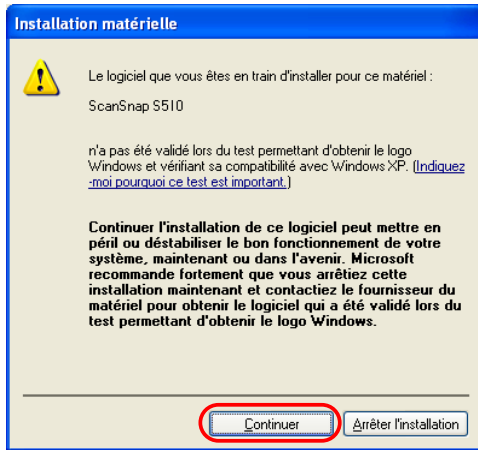 Installation matérielle
Le logiciel que vous êtes en train d'installer pour ce matériel :
ScanSnap S510
n'a pas été validé lors du test permettant d'obtenir le logo
Windows et vérifiant sa compatibilité avec Windows XP. (Indiquez
-moi pourquoi ce test est important.)
Continuer l'installation de ce logiciel peut mettre en
péril ou déstabiliser le bon fonctionnement de votre
système, maintenant ou dans l'avenir. Microsoft
recommande fortement que vous arrêtiez cette
installation maintenant et contactiez le fournisseur du
matériel pour obtenir le logiciel qui a été validé lors du
test permettant d'obtenir le logo Windows.
Continuer Arrêter l'installation